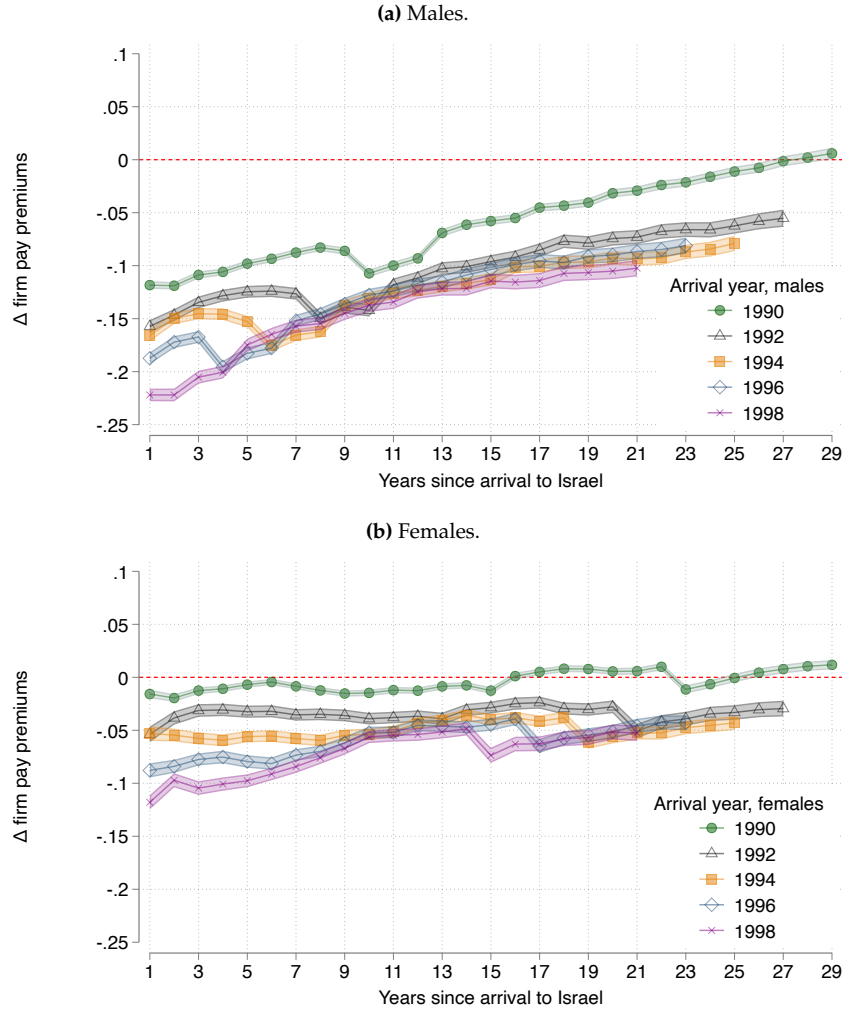 (a) Males.
Δ firm pay premiums
.1
.05
0
-.05
-.1
-.15
-.2
-.25
1 3 5 7 9 11 13 15 17 19 21 23 25 27 29
Years since arrival to Israel
Arrival year, males
1990
1992
1994
1996
1998
(b) Females.
Δ firm pay premiums
.1
.05
0
-.05
-.1
-.15
-.2
-.25
1 3 5 7 9 11 13 15 17 19 21 23 25 27 29
Years since arrival to Israel
Arrival year, females
1990
1992
1994
1996
1998